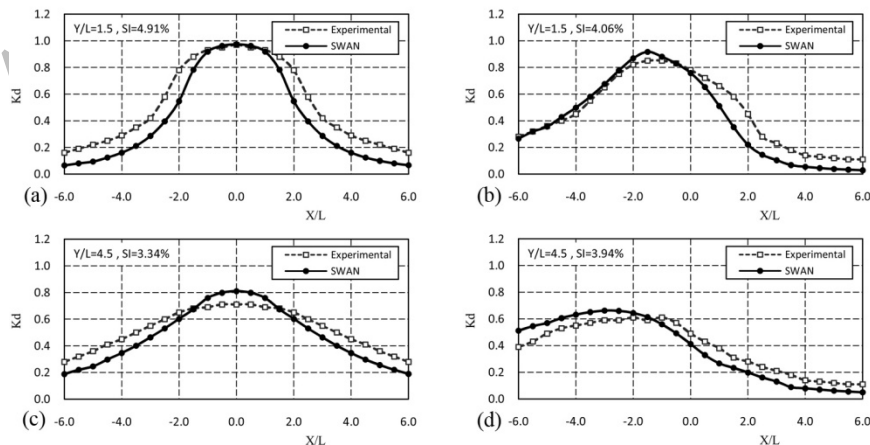 Y/L=1.5 , SI=4.91%
Experimental
SWAN
1.2
1.0
0.8
0.6
0.4
0.2
0.0
Kd
-6.0 -4.0 -2.0 0.0 2.0 4.0 6.0
X/L
(a)
Y/L=1.5 , SI=4.06%
Experimental
SWAN
1.2
1.0
0.8
0.6
0.4
0.2
0.0
Kd
-6.0 -4.0 -2.0 0.0 2.0 4.0 6.0
X/L
(b)
Y/L=4.5 , SI=3.34%
Experimental
SWAN
1.2
1.0
0.8
0.6
0.4
0.2
0.0
Kd
-6.0 -4.0 -2.0 0.0 2.0 4.0 6.0
X/L
(c)
Y/L=4.5 , SI=3.94%
Experimental
SWAN
1.2
1.0
0.8
0.6
0.4
0.2
0.0
Kd
-6.0 -4.0 -2.0 0.0 2.0 4.0 6.0
X/L
(d)